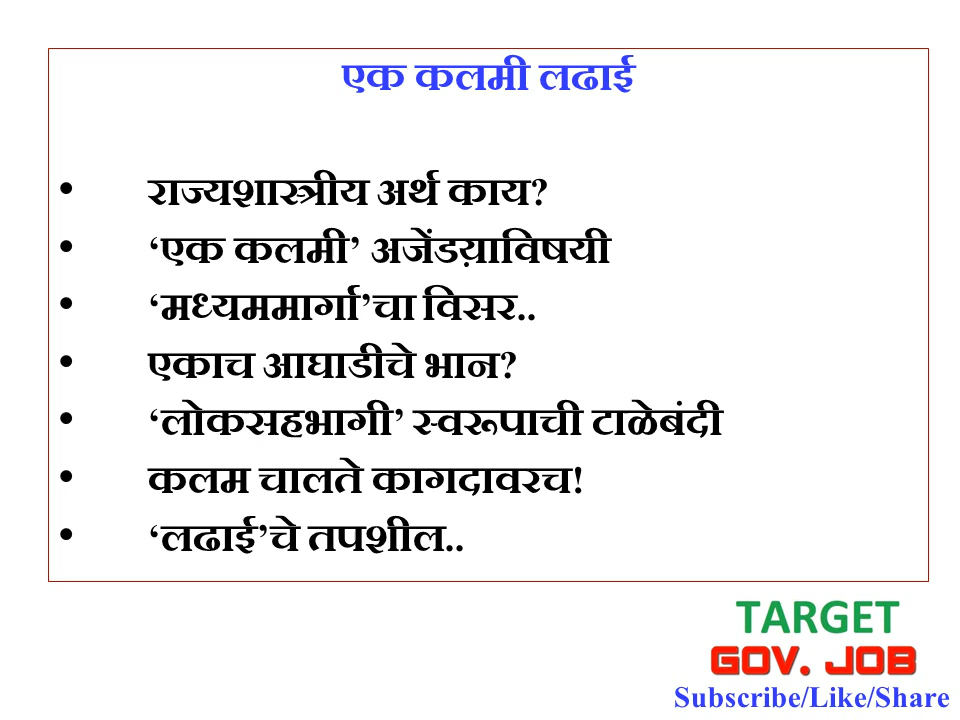 एक कलमी लढाई
• राज्यशास्त्रीय अर्थ काय?
• ‘एक कलमी’ अजेंडय़ाविषयी
• ‘मध्यममार्गा’चा विसर..
• एकाच आघाडीचे भान?
• ‘लोकसहभागी’ स्वरूपाची टाळेबंदी
• कलम चालते कागदावरच!
• ‘लढाई’चे तपशील..
TARGET
GOV. JOB
Subscribe/Like/Share